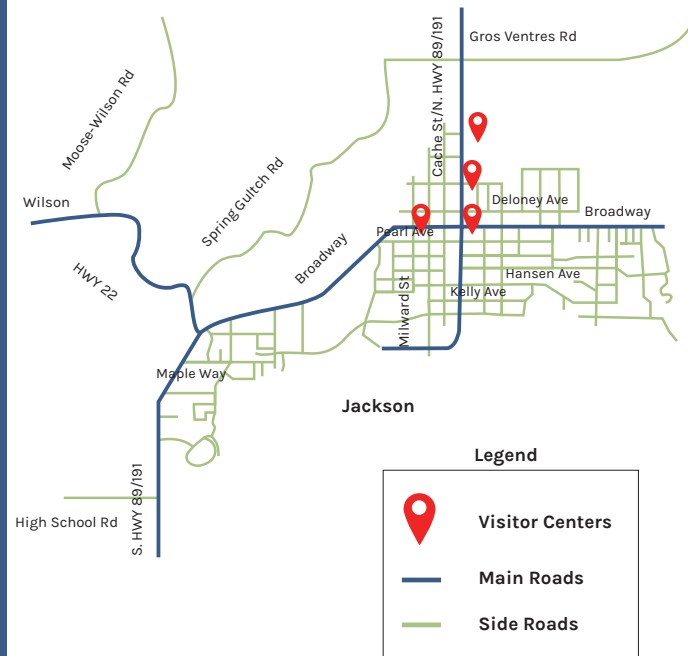 Gros Ventres Rd
Cache St/N. HWY 89/191
Moose-Wilson Rd
Spring Gultch Rd
Wilson
Deloney Ave
Broadway
Pearl Ave
Broadway
HWY 22
Hansen Ave
Kelly Ave
Milward St
Maple Way
Jackson
S. HWY 89/191
High School Rd
Legend
Visitor Centers
Main Roads
Side Roads